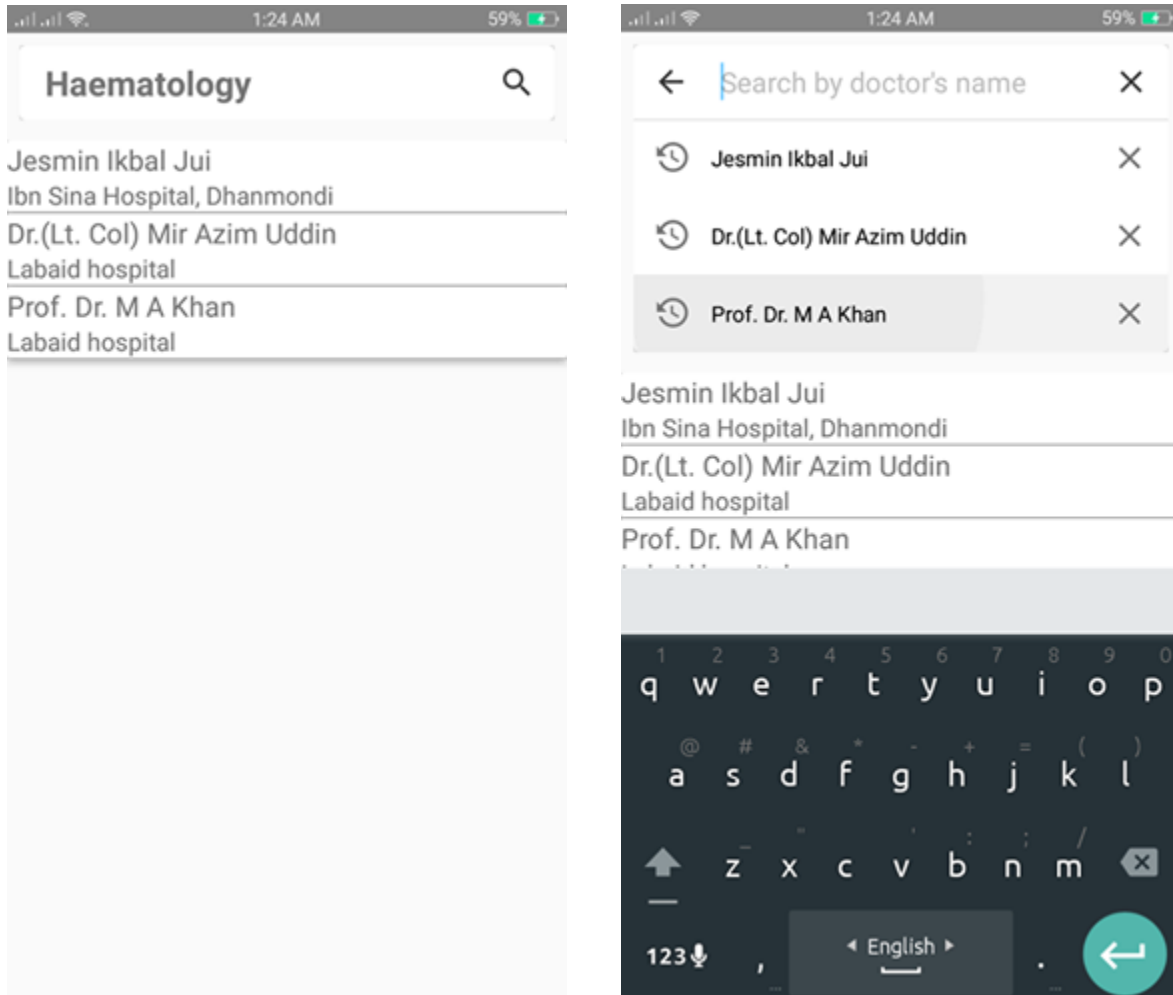 1:24 AM 59%
Haematology
Jesmin Ikbal Jui
Ibn Sina Hospital, Dhanmondi
Dr.(Lt. Col) Mir Azim Uddin
Labaid hospital
Prof. Dr. M A Khan
Labaid hospital
1:24 AM 59%
Search by doctor's name
Jesmin Ikbal Jui
Dr.(Lt. Col) Mir Azim Uddin
Prof. Dr. M A Khan
Jesmin Ikbal Jui
Ibn Sina Hospital, Dhanmondi
Dr.(Lt. Col) Mir Azim Uddin
Labaid hospital
Prof. Dr. M A Khan
1 2 3 4 5 6 7 8 9 0
q w e r t y u i o p
@ # & * - + = ( )
a s d f g h j k l
_ " ' : ; /
z x c v b n m
123 , English .